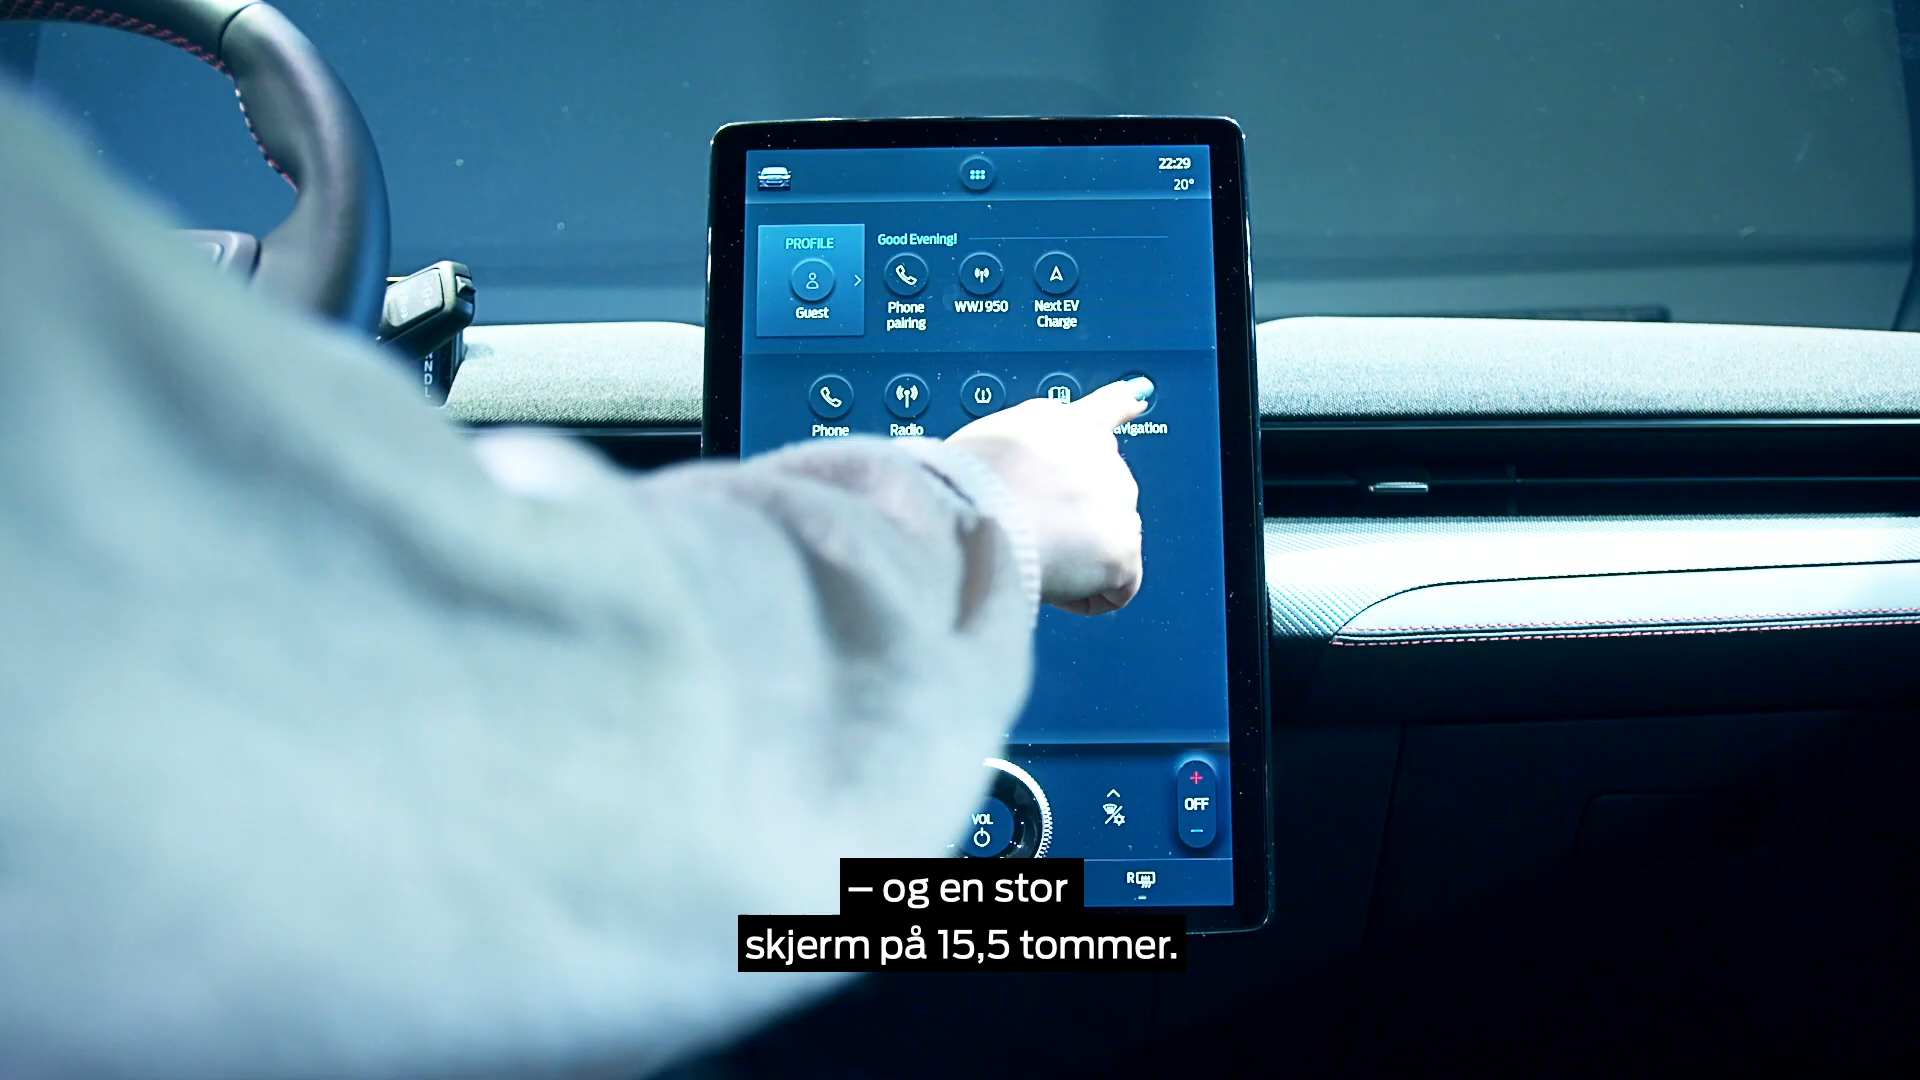 22:29
20°
PROFILE
Good Evening!
Guest
Phone
pairing
WWJ 950
Next EV
Charge
Phone
Radio
avigation
N
D
L
+
OFF
VOL
R
– og en stor
skjerm på 15,5 tommer.